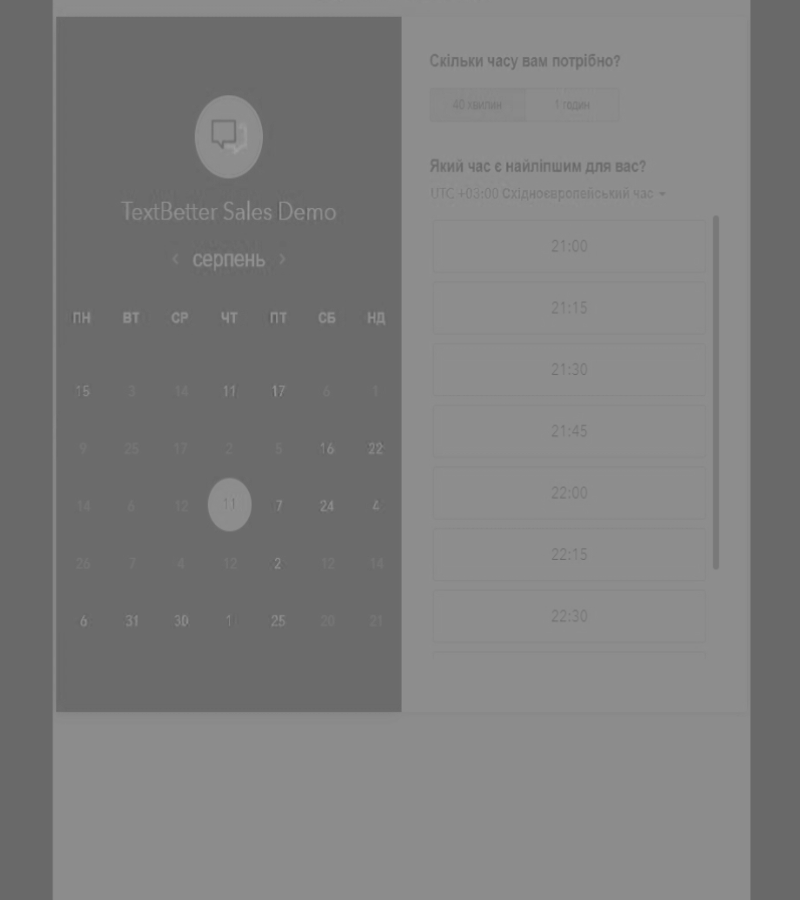 TextBetter Sales Demo
‹ серпень ›
ПН ВТ СР ЧТ ПТ СБ НД
15 3 14 11 17 6 1
9 25 17 2 5 16 22
14 6 12 11 7 24 4
26 7 4 12 2 12 14
6 31 30 1 25 20 21
Скільки часу вам потрібно?
40 хвилин 1 годин
Який час є найліпшим для вас?
UTC +03:00 Східноєвропейський час
21:00
21:15
21:30
21:45
22:00
22:15
22:30